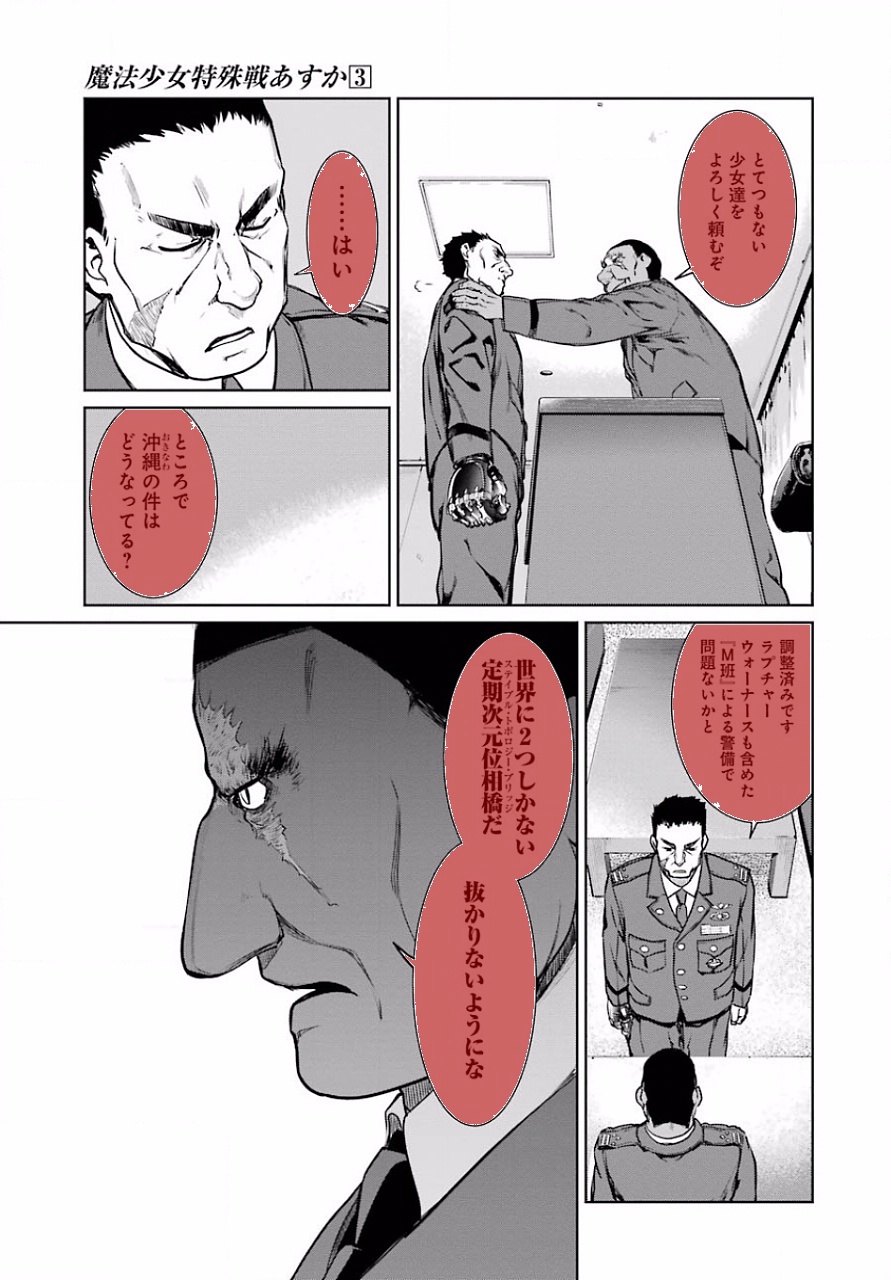 魔法少女特殊戦あすか3
とてつもない
少女達を
よろしく頼むぞ
……はい
ところで
沖縄の件は
おきなわ
どうなってる?
調整済みです
ラプチャー
ウォーナースも含めた
『M班』による警備で
問題ないかと
世界に2つしかない
定期次元位相橋だ
ステイブル・トポロジー・ブリッジ
抜かりないようにな